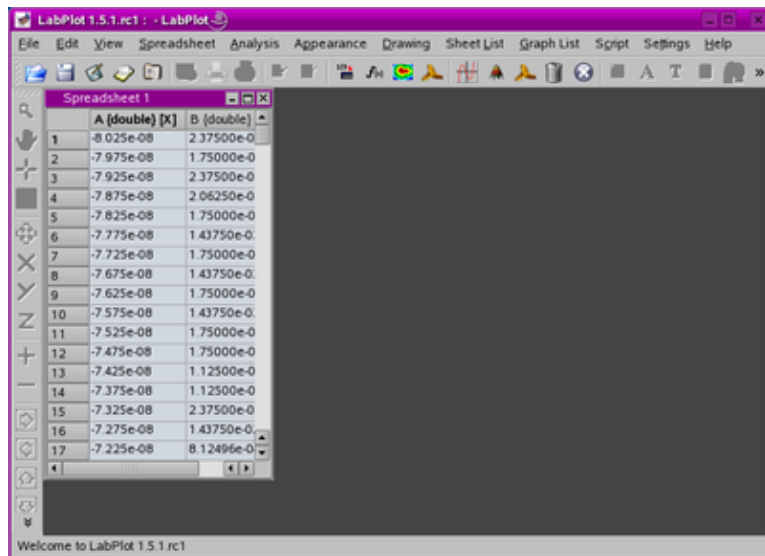 LabPlot 1.5.1.rc1 : - LabPlot
File Edit View Spreadsheet Analysis Appearance Drawing Sheet List Graph List Script Settings Help
Spreadsheet 1
A {double} [X] B {double}
1 -8.025e-08 2.37500e-0
2 -7.975e-08 1.75000e-0
3 -7.925e-08 2.37500e-0
4 -7.875e-08 2.06250e-0
5 -7.825e-08 1.75000e-0
6 -7.775e-08 1.43750e-0
7 -7.725e-08 1.75000e-0
8 -7.675e-08 1.43750e-0
9 -7.625e-08 1.75000e-0
10 -7.575e-08 1.43750e-0
11 -7.525e-08 1.75000e-0
12 -7.475e-08 1.75000e-0
13 -7.425e-08 1.12500e-0
14 -7.375e-08 1.12500e-0
15 -7.325e-08 2.37500e-0
16 -7.275e-08 1.43750e-0
17 -7.225e-08 8.12496e-0
Welcome to LabPlot 1.5.1.rc1